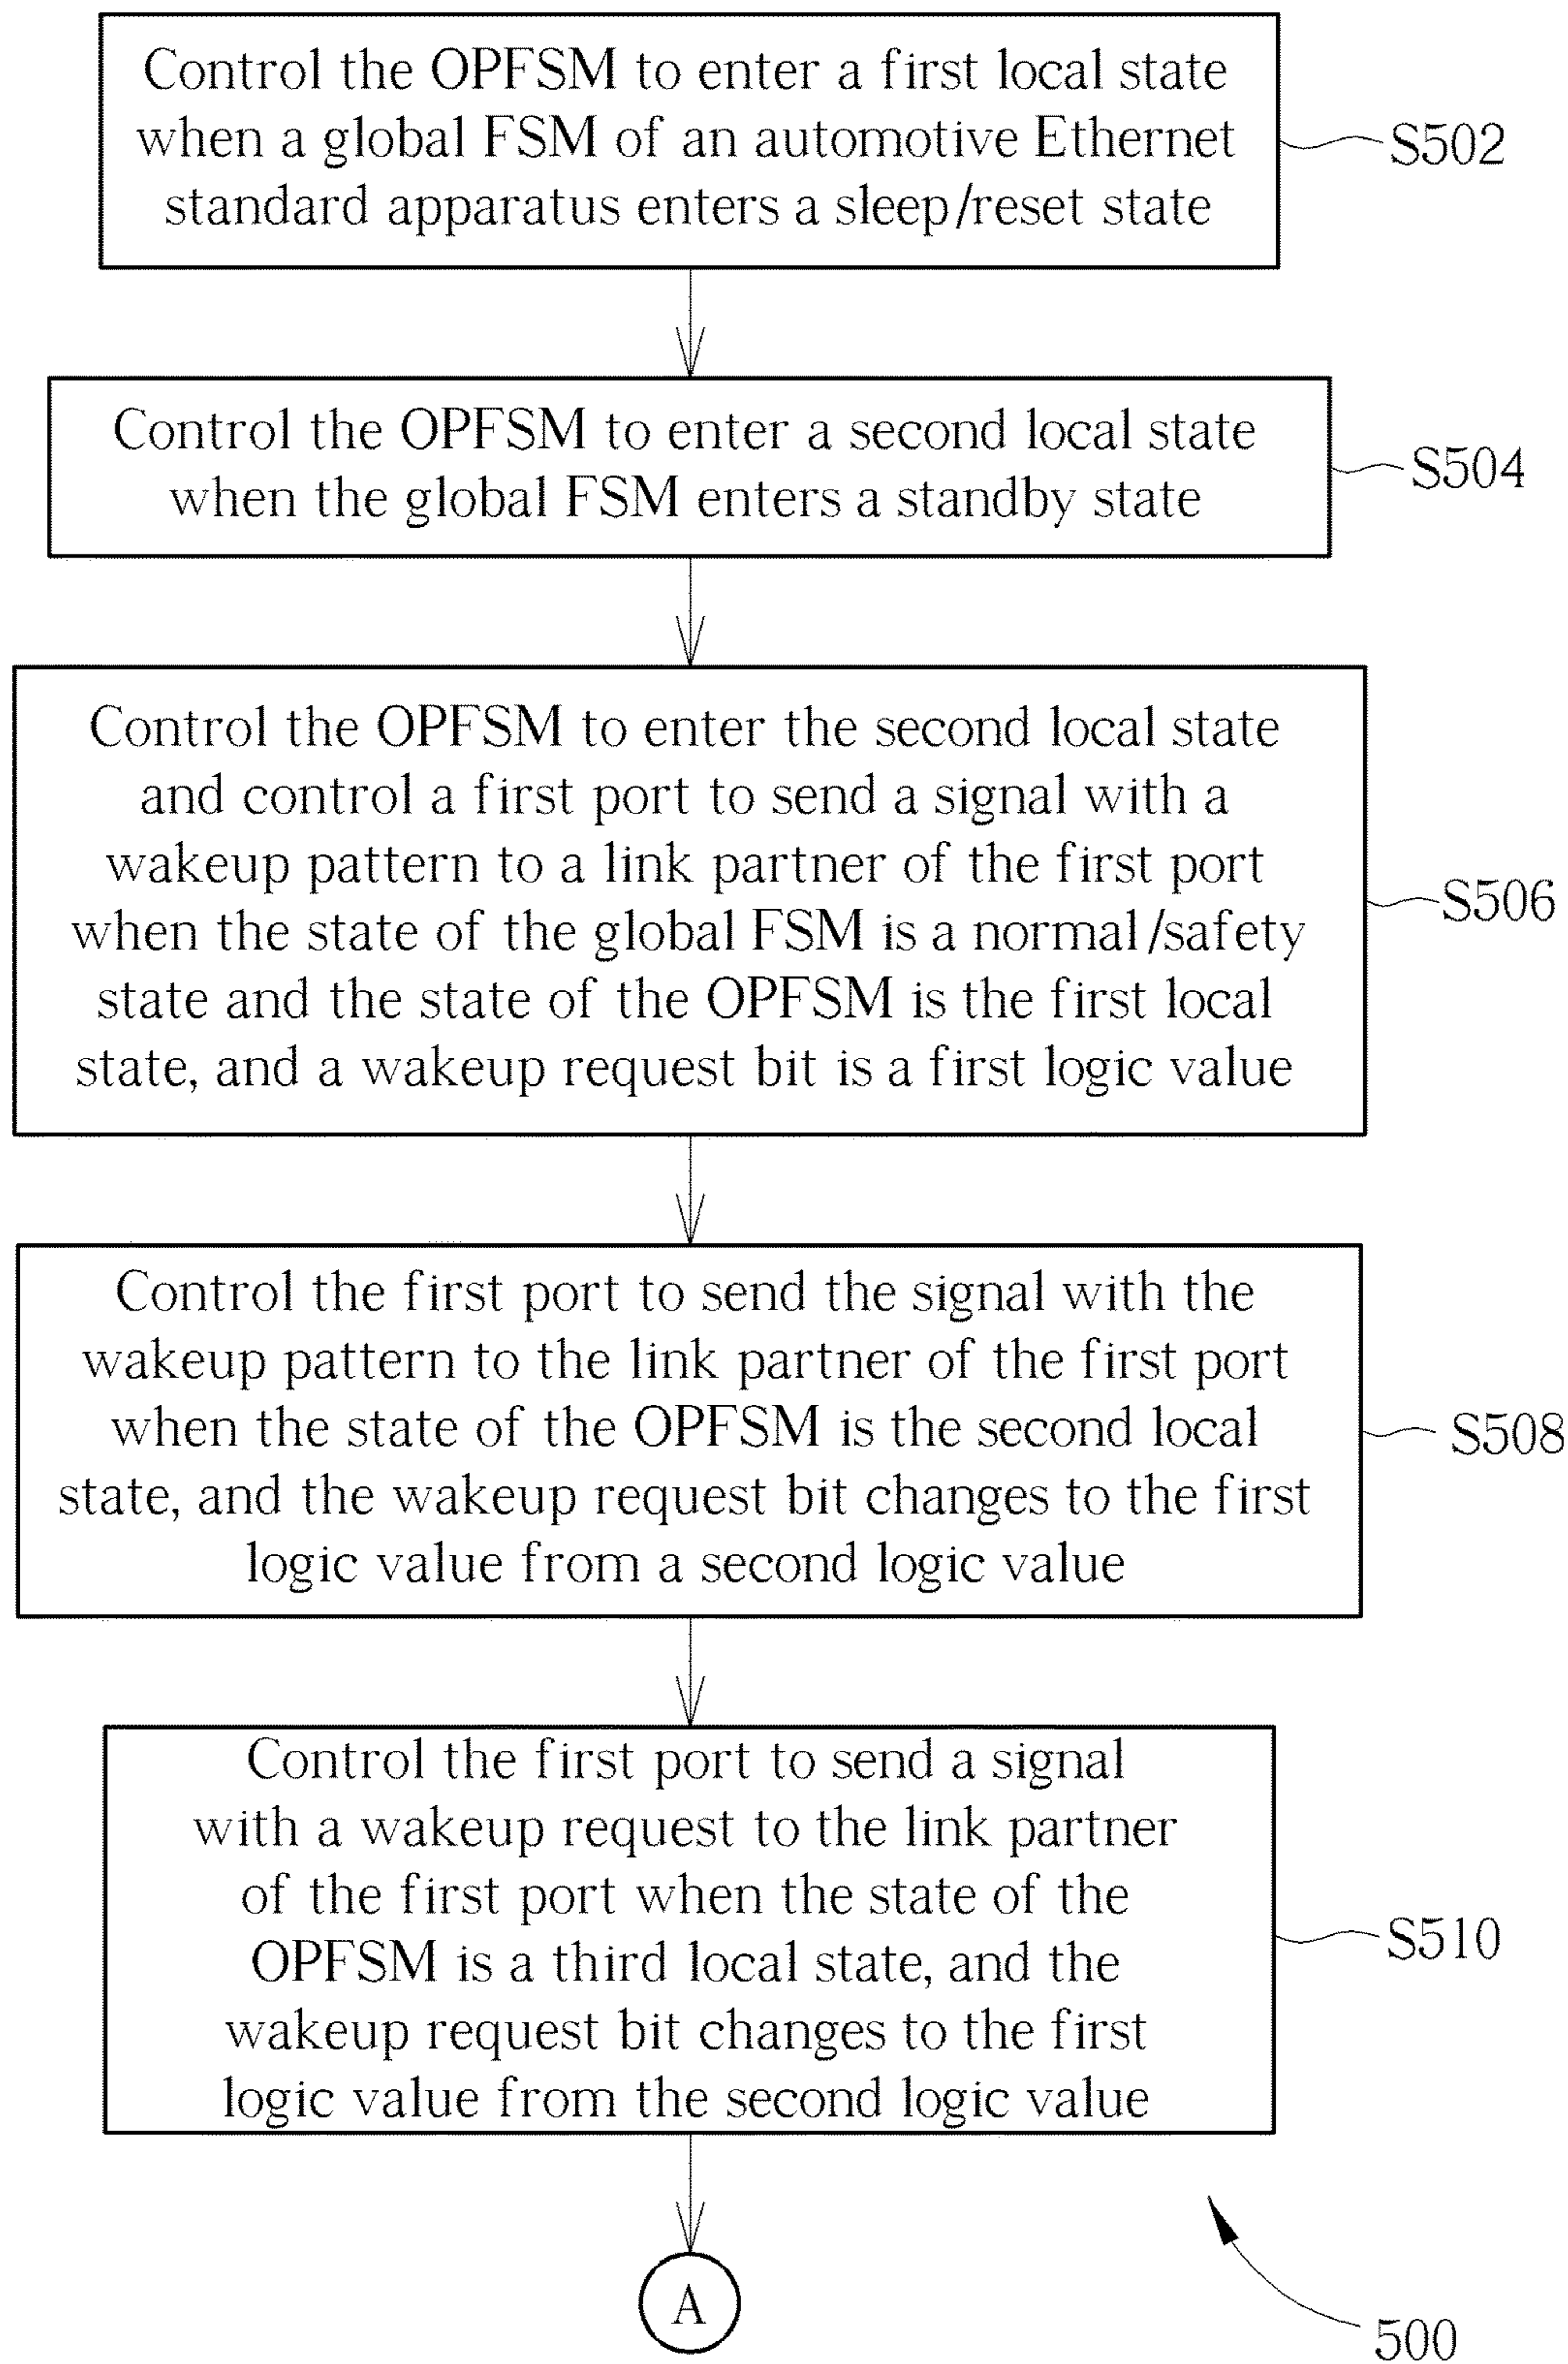 Control the OPFSM to enter a first local state
when a global FSM of an automotive Ethernet
standard apparatus enters a sleep/reset state
S502
Control the OPFSM to enter a second local state
when the global FSM enters a standby state
S504
Control the OPFSM to enter the second local state
and control a first port to send a signal with a
wakeup pattern to a link partner of the first port
when the state of the global FSM is a normal/safety
state and the state of the OPFSM is the first local
state, and a wakeup request bit is a first logic value
S506
Control the first port to send the signal with the
wakeup pattern to the link partner of the first port
when the state of the OPFSM is the second local
state, and the wakeup request bit changes to the first
logic value from a second logic value
S508
Control the first port to send a signal
with a wakeup request to the link partner
of the first port when the state of the
OPFSM is a third local state, and the
wakeup request bit changes to the first
logic value from the second logic value
S510
A
500